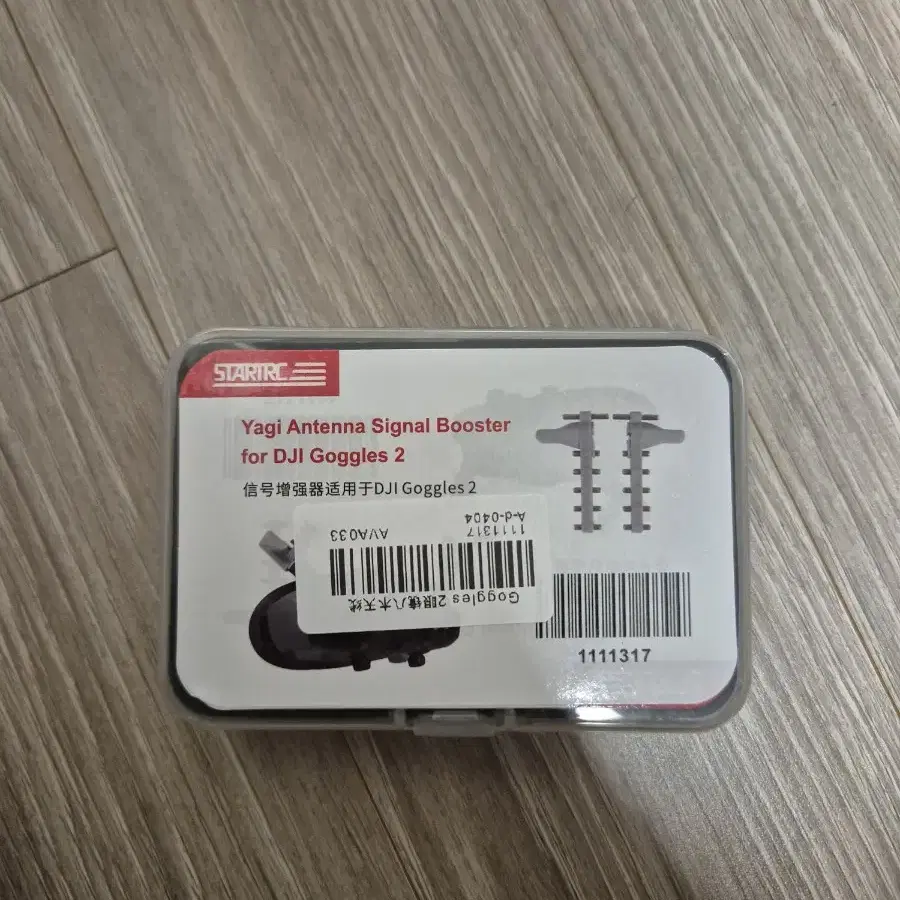 STARTRC
Yagi Antenna Signal Booster
for DJI Goggles 2
信号增强器适用于DJI Goggles 2
Goggles 2眼镜八木天线
1111317
AVA033
A-d-0404
1111317